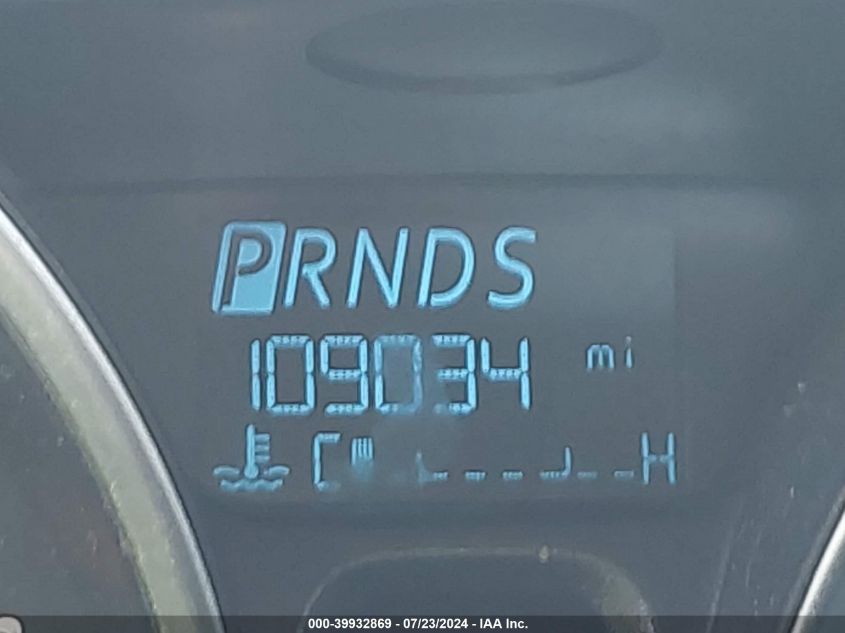 PRNDS
109034 mi
C H
000-39932869 - 07/23/2024 - IAA Inc.